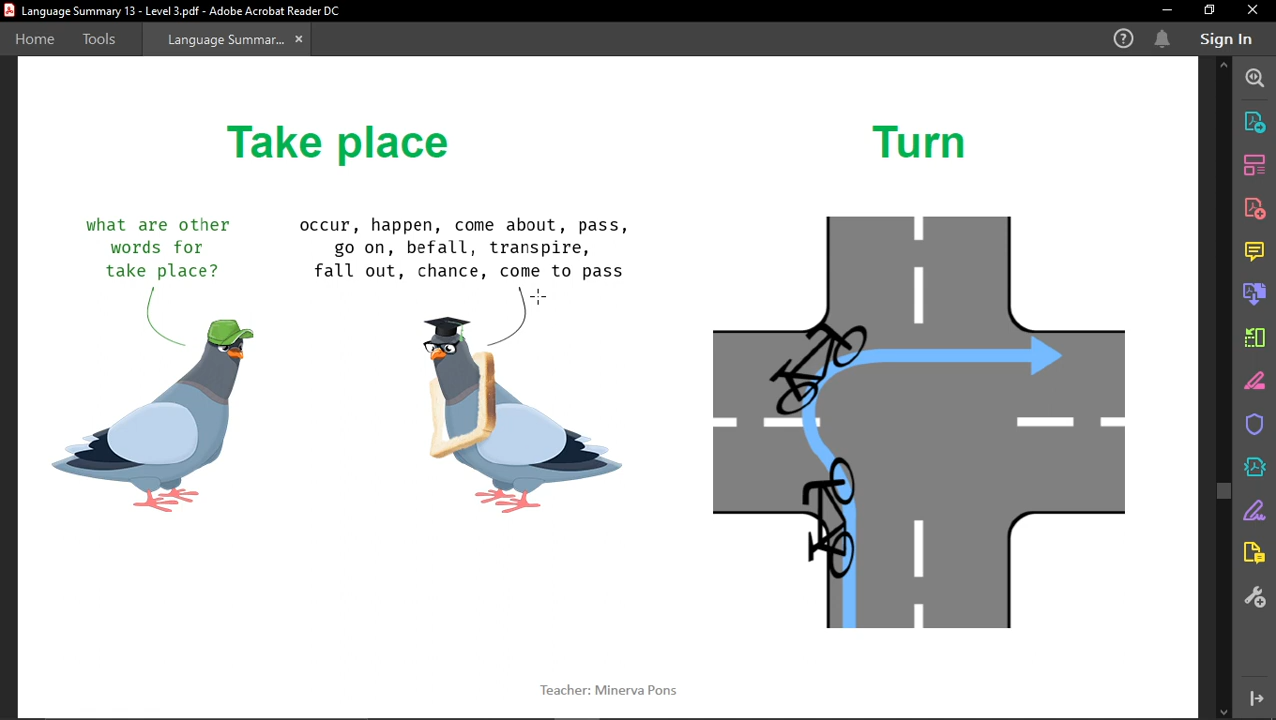 Language Summary 13 - Level 3.pdf - Adobe Acrobat Reader DC
Home
Tools
Language Summar...
Sign In
Take place
Turn
what are other
words for
take place?
occur, happen, come about, pass,
go on, befall, transpire,
fall out, chance, come to pass
Teacher: Minerva Pons